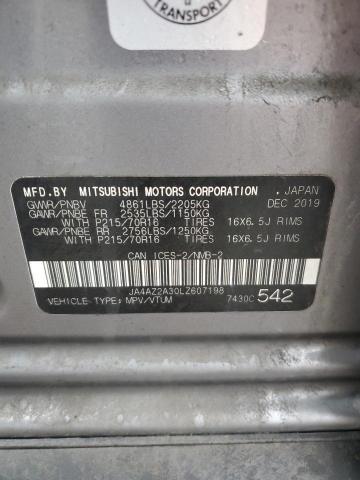 TRANSPORT
MFD.BY MITSUBISHI MOTORS CORPORATION , JAPAN
GVWR/PNBV 4861LBS/2205KG DEC 2019
GAWR/PNBE FR 2535LBS/1150KG
WITH P215/70R16 TIRES 16X6.5J RIMS
GAWR/PNBE RR 2756LBS/1250KG
WITH P215/70R16 TIRES 16X6.5J RIMS
CAN ICES-2/NMB-2
JA4AZ2A30LZ607198
VEHICLE TYPE: MPV/VTUM 7430C 542